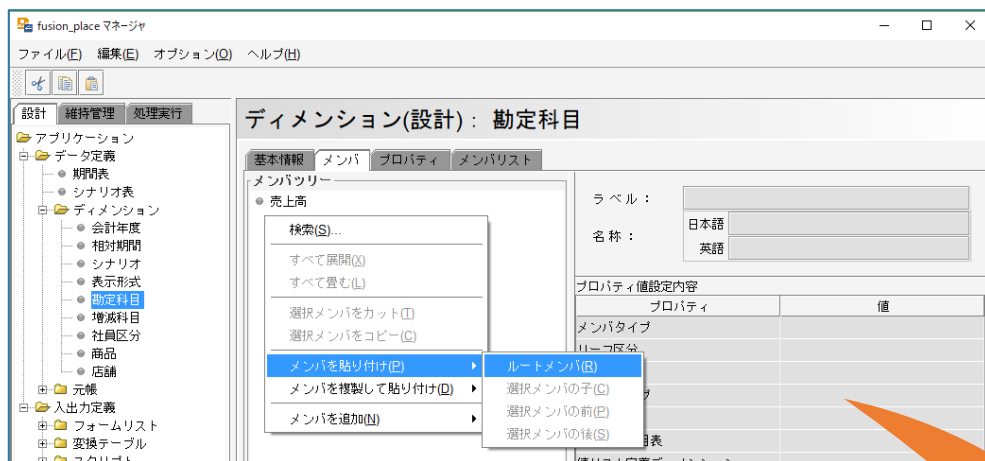 fusion_place マネージャ
ファイル(F) 編集(E) オプション(O) ヘルプ(H)
設計 維持管理 処理実行
アプリケーション
データ定義
期間表
シナリオ表
ディメンション
会計年度
相対期間
シナリオ
表示形式
勘定科目
増減科目
社員区分
商品
店舗
元帳
入出力定義
フォームリスト
変換テーブル
スクリプト
ディメンション(設計)： 勘定科目
基本情報 メンバ プロパティ メンバリスト
メンバツリー
売上高
検索(S)...
すべて展開(X)
すべて畳む(L)
選択メンバをカット(T)
選択メンバをコピー(C)
メンバを貼り付け(P)
メンバを複製して貼り付け(D)
メンバを追加(N)
ルートメンバ(R)
選択メンバの子(C)
選択メンバの前(P)
選択メンバの後(S)
ラベル：
名称： 日本語
英語
プロパティ値設定内容
プロパティ 値
メンバタイプ
リーフ区分